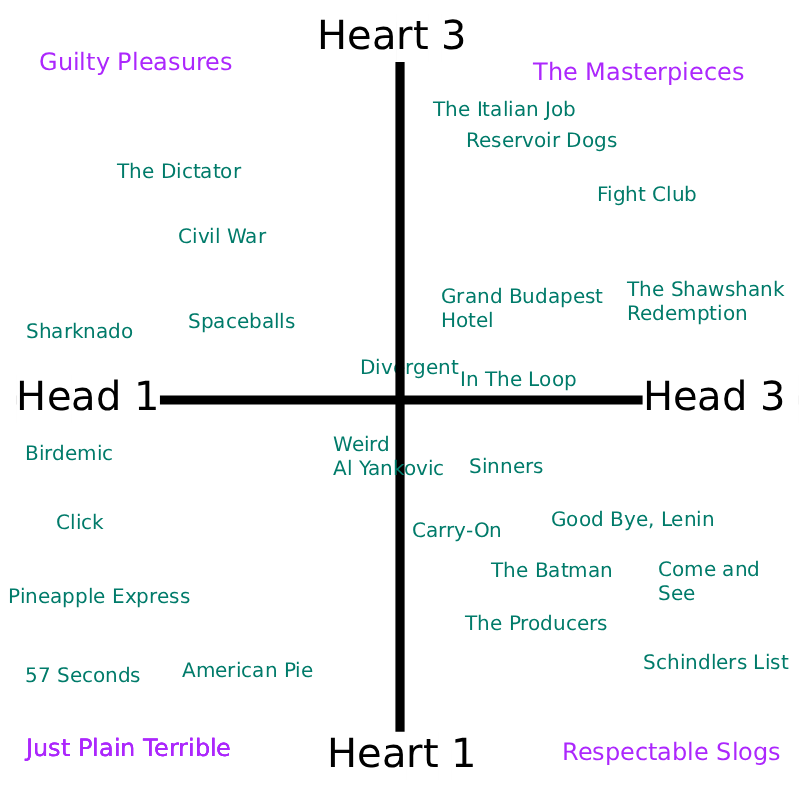 Heart 3
Guilty Pleasures
The Masterpieces
The Italian Job
Reservoir Dogs
The Dictator
Fight Club
Civil War
Grand Budapest
Hotel
The Shawshank
Redemption
Spaceballs
Sharknado
Divergent
In The Loop
Head 1
Head 3
Birdemic
Weird
Al Yankovic
Sinners
Click
Carry-On
Good Bye, Lenin
The Batman
Come and
See
Pineapple Express
The Producers
57 Seconds
American Pie
Schindlers List
Just Plain Terrible
Heart 1
Respectable Slogs